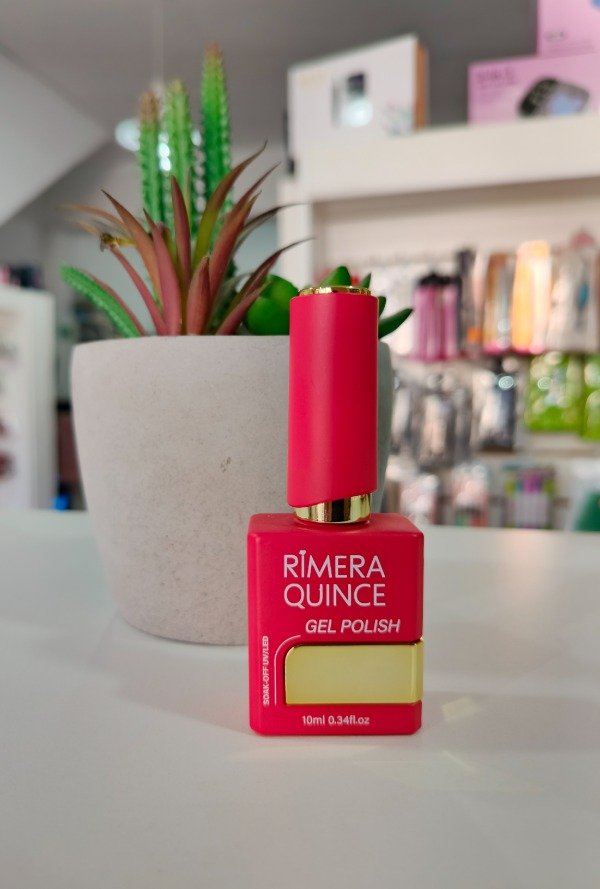 RIMERA
QUINCE
GEL POLISH
SOAK-OFF UV/LED
10ml 0.34fl.oz